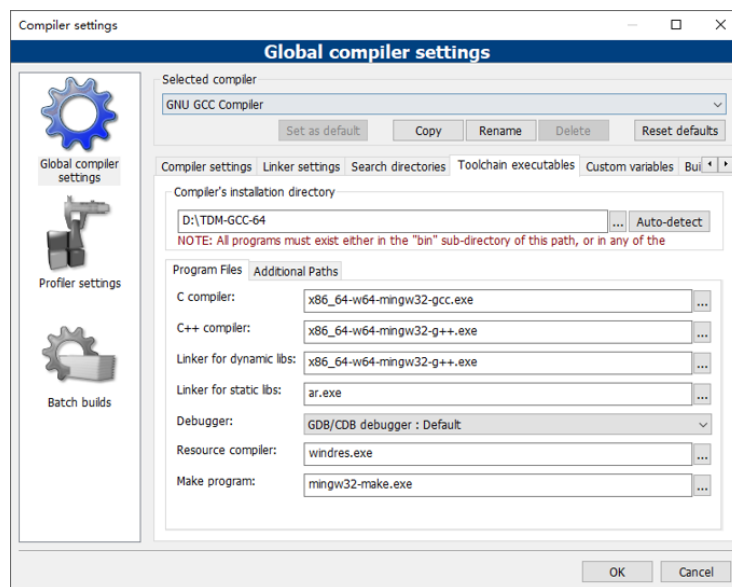 Compiler settings
Global compiler settings
Global compiler
settings
Profiler settings
Batch builds
Selected compiler
GNU GCC Compiler
Set as default Copy Rename Delete Reset defaults
Compiler settings Linker settings Search directories Toolchain executables Custom variables Bui
Compiler's installation directory
D:\TDM-GCC-64 ... Auto-detect
NOTE: All programs must exist either in the "bin" sub-directory of this path, or in any of the
Program Files Additional Paths
C compiler: x86_64-w64-mingw32-gcc.exe ...
C++ compiler: x86_64-w64-mingw32-g++.exe ...
Linker for dynamic libs: x86_64-w64-mingw32-g++.exe ...
Linker for static libs: ar.exe ...
Debugger: GDB/CDB debugger : Default
Resource compiler: windres.exe ...
Make program: mingw32-make.exe ...
OK Cancel